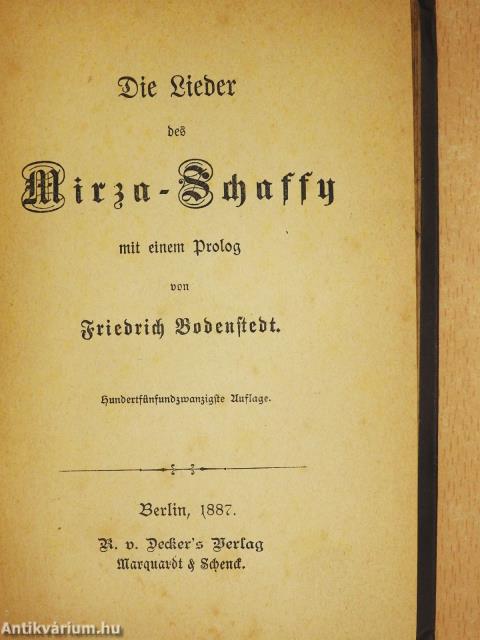 Die Lieder
des
Mirza-Schaffy
mit einem Prolog
von
Friedrich Bodenstedt.
Hundertfünfundzwanzigste Auflage.
Berlin, 1887.
R. v. Decker's Verlag
Marquardt & Schenck.
Antikvárium.hu